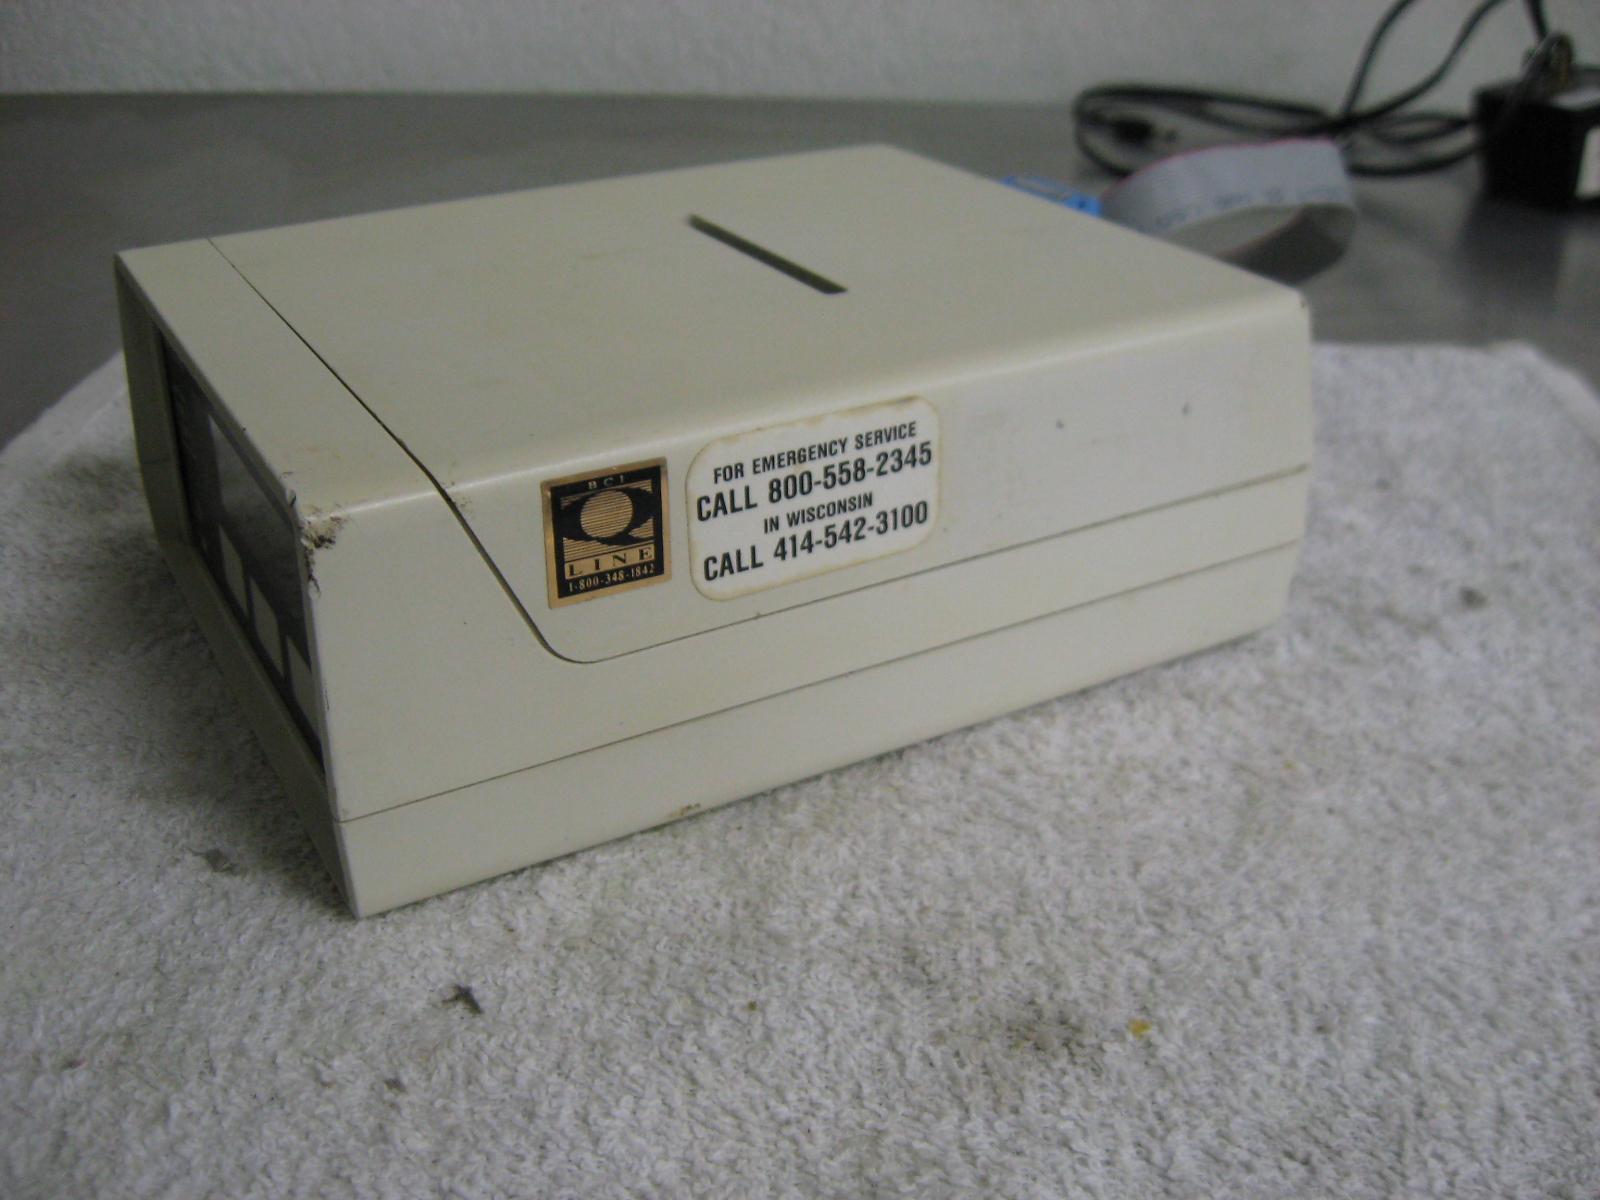 BCI
Q
LINE
1-800-348-1842
FOR EMERGENCY SERVICE
CALL 800-558-2345
IN WISCONSIN
CALL 414-542-3100